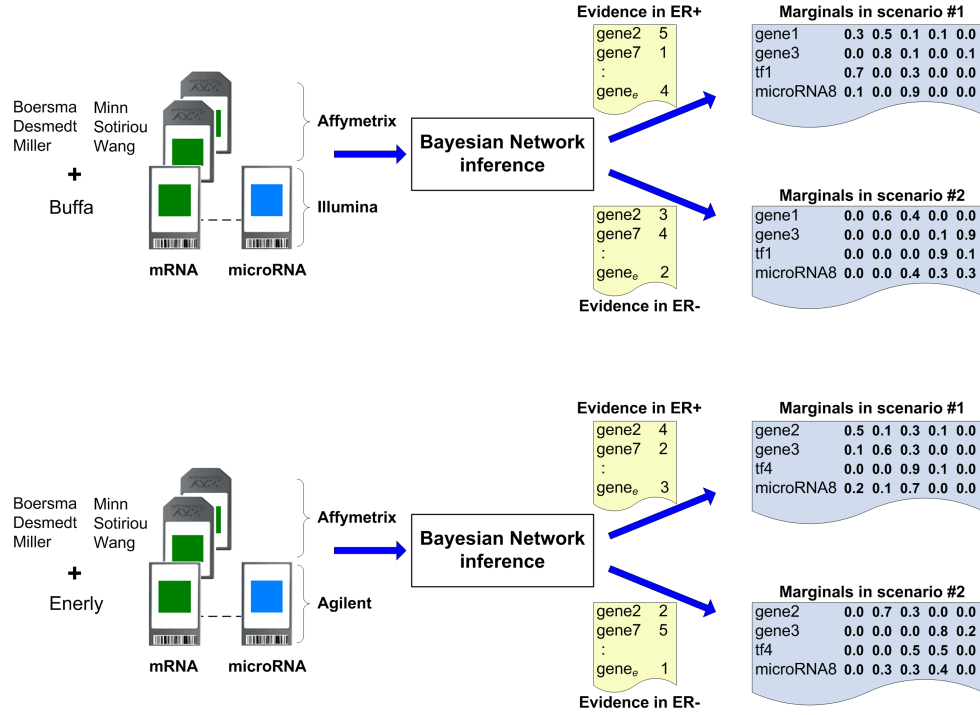 Evidence in ER+
gene2 5
gene7 1
:
geneₑ 4
Marginals in scenario #1
gene1 0.3 0.5 0.1 0.1 0.0
gene3 0.0 0.8 0.1 0.0 0.1
tf1 0.7 0.0 0.3 0.0 0.0
microRNA8 0.1 0.0 0.9 0.0 0.0
Boersma Minn
Desmedt Sotiriou
Miller Wang
+
Buffa
Affymetrix
Illumina
mRNA microRNA
Bayesian Network
inference
gene2 3
gene7 4
:
geneₑ 2
Evidence in ER-
Marginals in scenario #2
gene1 0.0 0.6 0.4 0.0 0.0
gene3 0.0 0.0 0.0 0.1 0.9
tf1 0.0 0.0 0.0 0.9 0.1
microRNA8 0.0 0.0 0.4 0.3 0.3
Evidence in ER+
gene2 4
gene7 2
:
geneₑ 3
Marginals in scenario #1
gene2 0.5 0.1 0.3 0.1 0.0
gene3 0.1 0.6 0.3 0.0 0.0
tf4 0.0 0.0 0.9 0.1 0.0
microRNA8 0.2 0.1 0.7 0.0 0.0
Boersma Minn
Desmedt Sotiriou
Miller Wang
+
Enerly
Affymetrix
Agilent
mRNA microRNA
Bayesian Network
inference
gene2 2
gene7 5
:
geneₑ 1
Evidence in ER-
Marginals in scenario #2
gene2 0.0 0.7 0.3 0.0 0.0
gene3 0.0 0.0 0.0 0.8 0.2
tf4 0.0 0.0 0.5 0.5 0.0
microRNA8 0.0 0.3 0.3 0.4 0.0